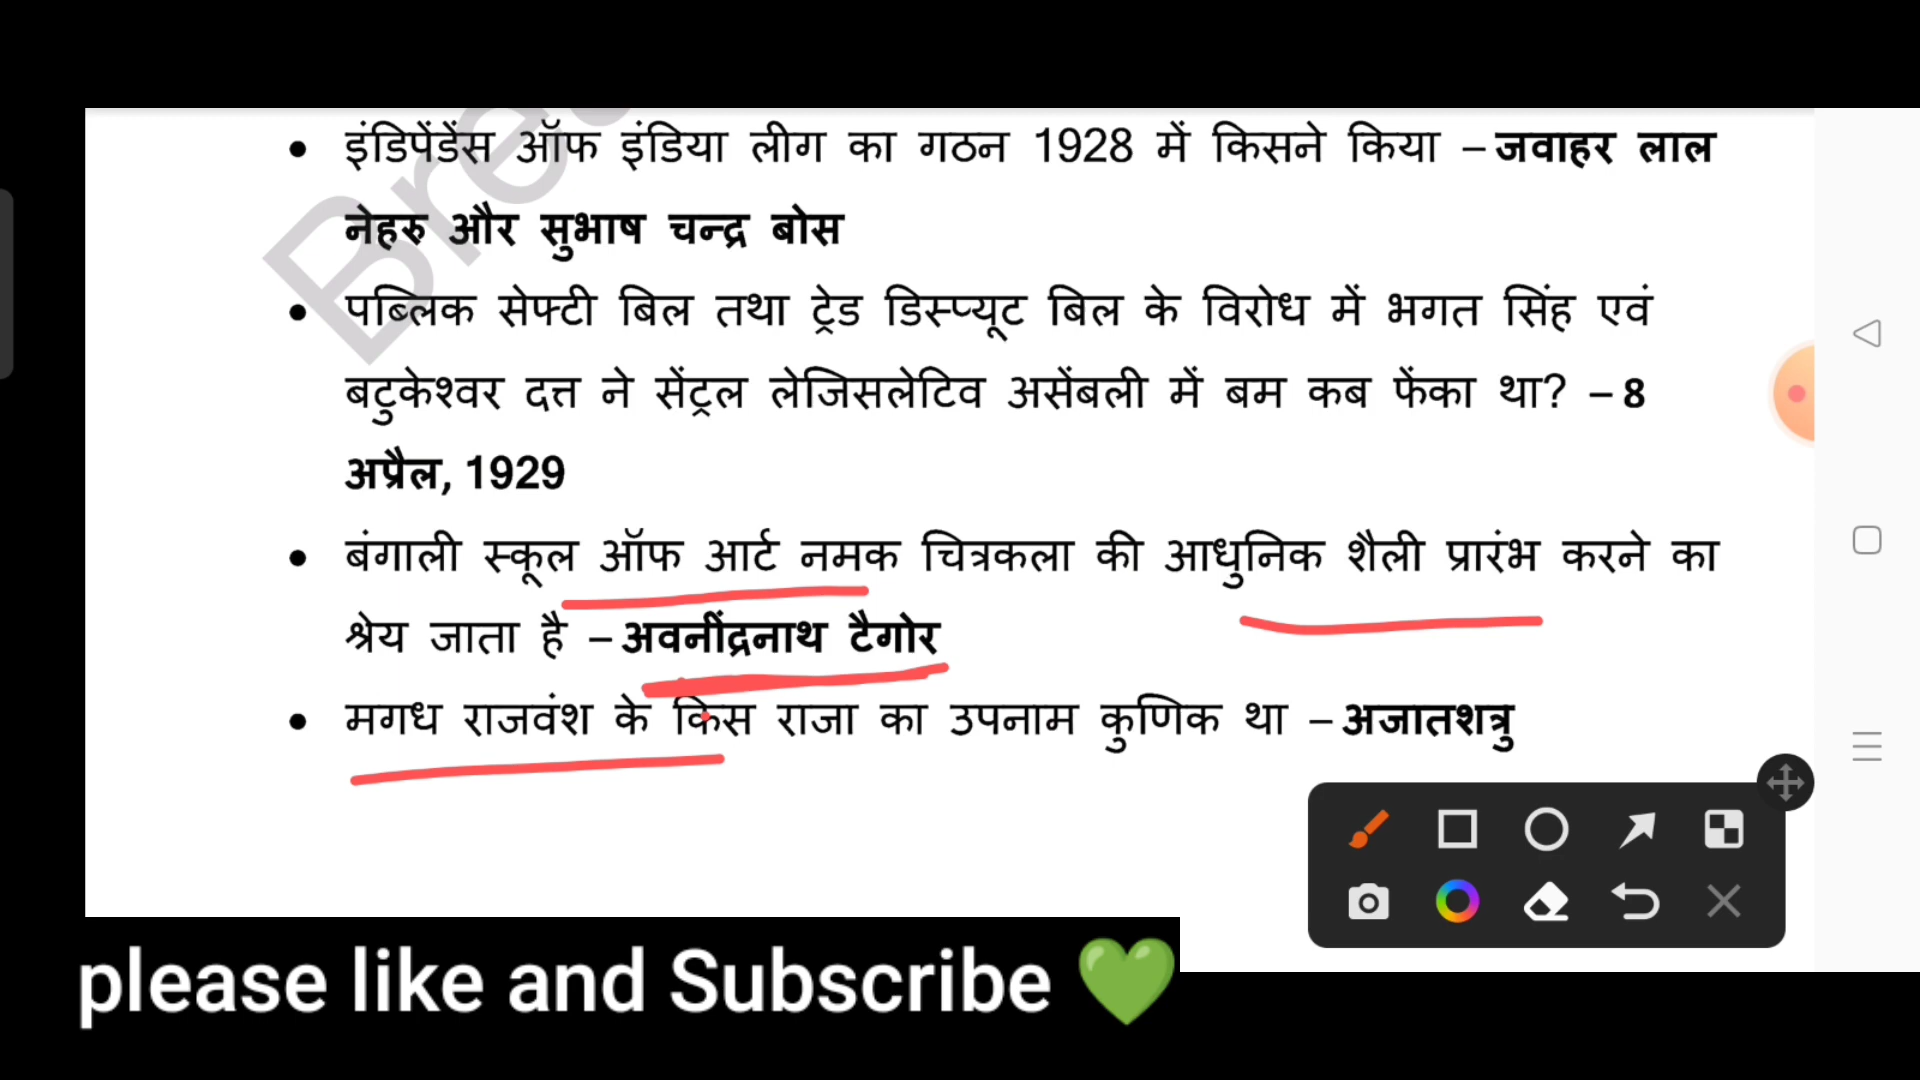 इंडिपेंडेंस ऑफ इंडिया लीग का गठन 1928 में किसने किया – जवाहर लाल
नेहरु और सुभाष चन्द्र बोस
पब्लिक सेफ्टी बिल तथा ट्रेड डिस्प्यूट बिल के विरोध में भगत सिंह एवं
बटुकेश्वर दत्त ने सेंट्रल लेजिसलेटिव असेंबली में बम कब फेंका था? – 8
अप्रैल, 1929
बंगाली स्कूल ऑफ आर्ट नमक चित्रकला की आधुनिक शैली प्रारंभ करने का
श्रेय जाता है – अवनींद्रनाथ टैगोर
मगध राजवंश के किस राजा का उपनाम कुणिक था – अजातशत्रु
please like and Subscribe 💚